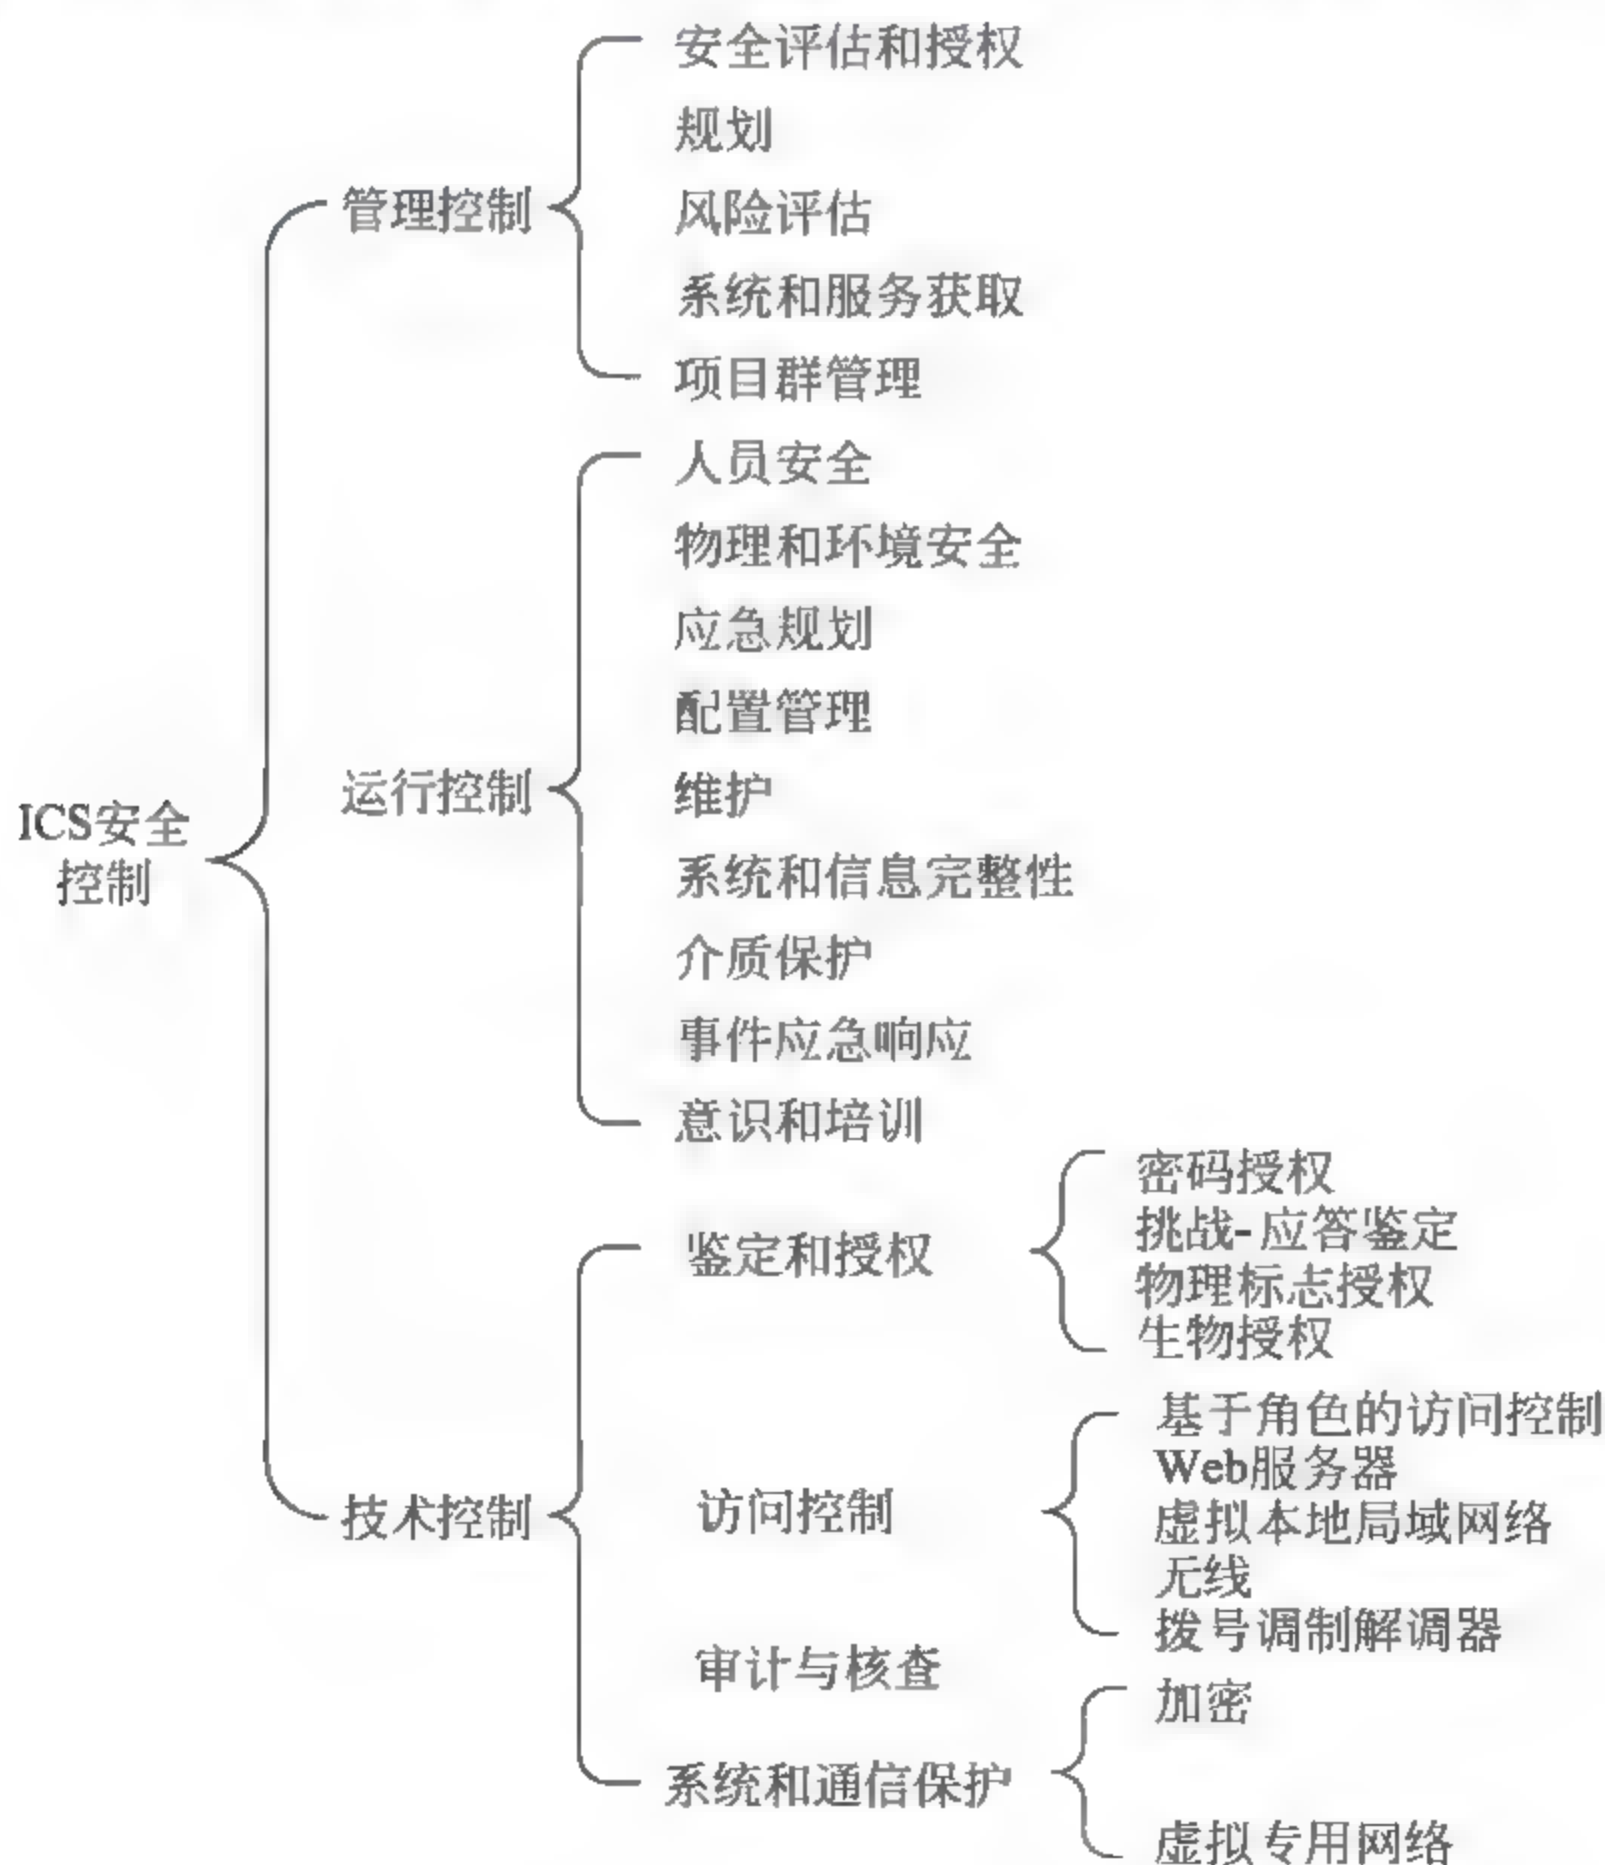 安全评估和授权
规划
管理控制
风险评估
系统和服务获取
项目群管理
人员安全
物理和环境安全
应急规划
配置管理
运行控制
维护
ICS安全
控制
系统和信息完整性
介质保护
事件应急响应
意识和培训
鉴定和授权
密码授权
挑战-应答鉴定
物理标志授权
生物授权
技术控制
访问控制
基于角色的访问控制
Web服务器
虚拟本地局域网络
无线
拨号调制解调器
审计与核查
系统和通信保护
加密
虚拟专用网络